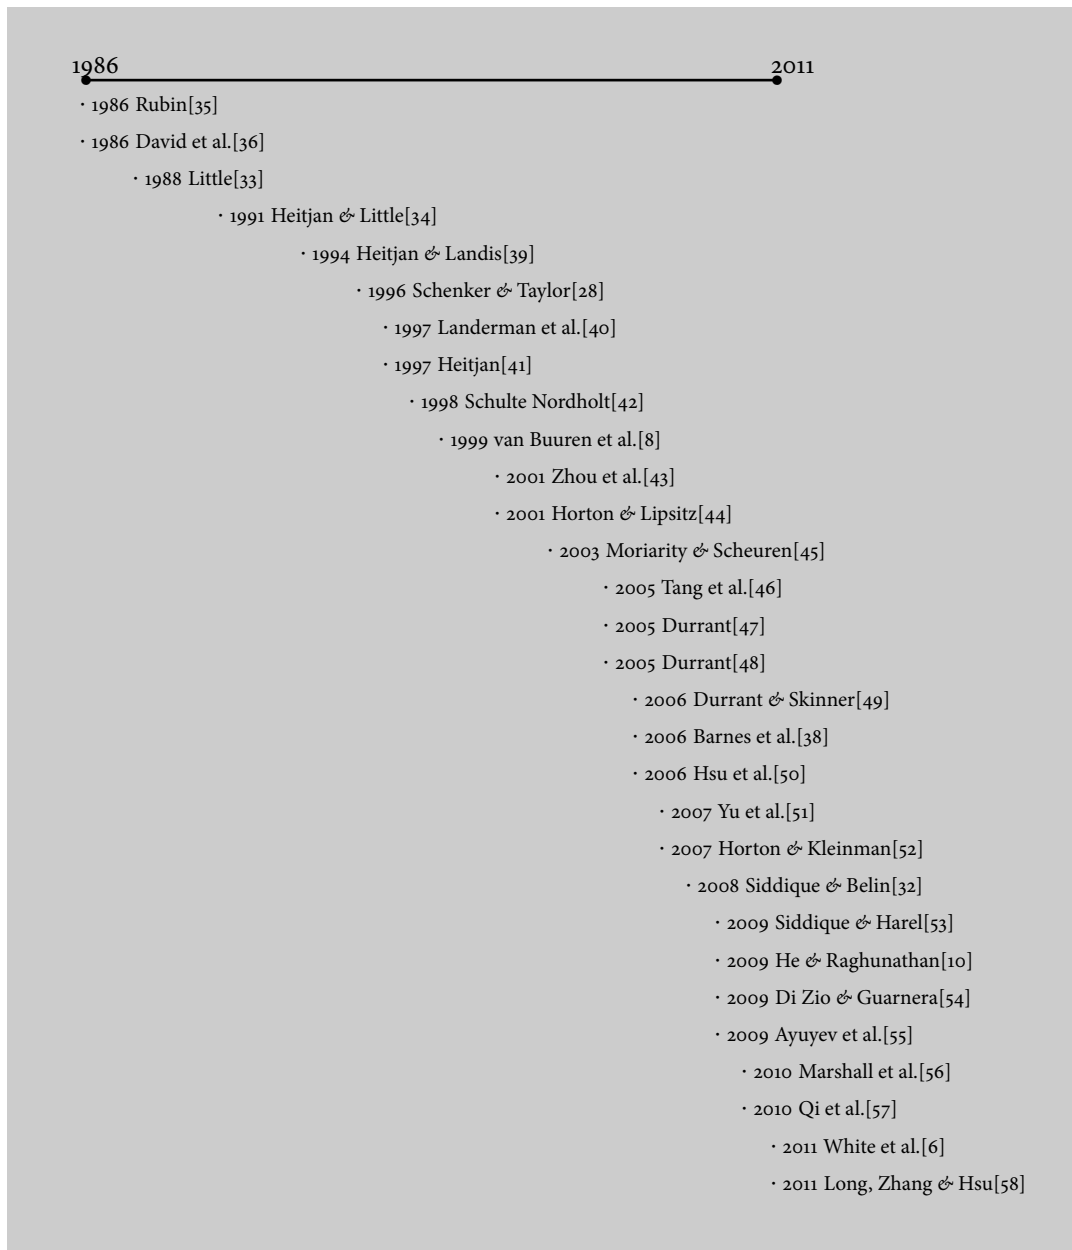 1986 2011
· 1986 Rubin[35]
· 1986 David et al.[36]
· 1988 Little[33]
· 1991 Heitjan & Little[34]
· 1994 Heitjan & Landis[39]
· 1996 Schenker & Taylor[28]
· 1997 Landerman et al.[40]
· 1997 Heitjan[41]
· 1998 Schulte Nordholt[42]
· 1999 van Buuren et al.[8]
· 2001 Zhou et al.[43]
· 2001 Horton & Lipsitz[44]
· 2003 Moriarity & Scheuren[45]
· 2005 Tang et al.[46]
· 2005 Durrant[47]
· 2005 Durrant[48]
· 2006 Durrant & Skinner[49]
· 2006 Barnes et al.[38]
· 2006 Hsu et al.[50]
· 2007 Yu et al.[51]
· 2007 Horton & Kleinman[52]
· 2008 Siddique & Belin[32]
· 2009 Siddique & Harel[53]
· 2009 He & Raghunathan[10]
· 2009 Di Zio & Guarnera[54]
· 2009 Ayuyev et al.[55]
· 2010 Marshall et al.[56]
· 2010 Qi et al.[57]
· 2011 White et al.[6]
· 2011 Long, Zhang & Hsu[58]